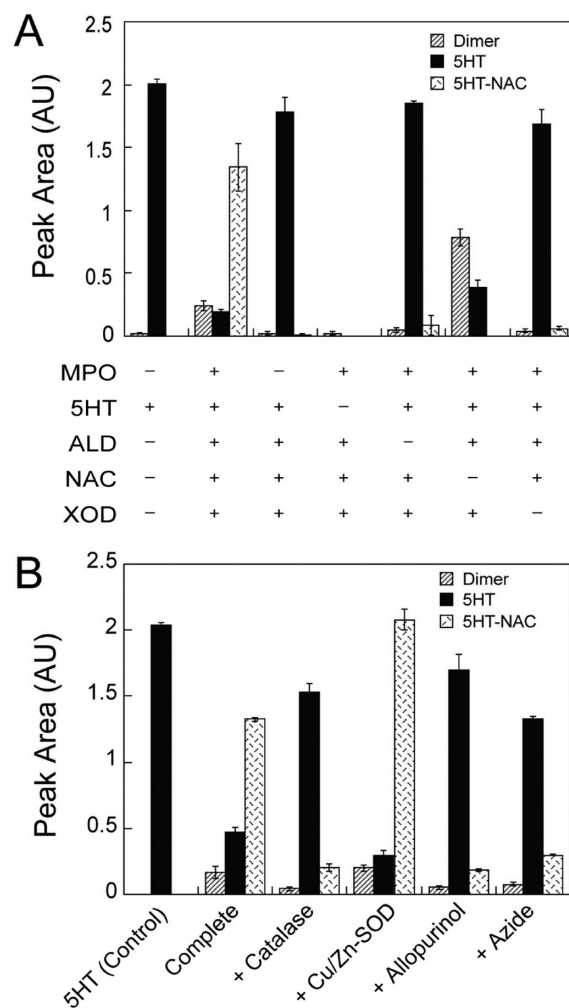 A
2.5
2
1.5
1
0.5
0
Peak Area (AU)
Dimer
5HT
5HT-NAC
MPO − + − + + + +
5HT + + + − + + +
ALD − + + + − + +
NAC − + + + + − +
XOD − + + + + + −
B
2.5
2
1.5
1
0.5
0
Peak Area (AU)
Dimer
5HT
5HT-NAC
5HT (Control)
Complete
+ Catalase
+ Cu/Zn-SOD
+ Allopurinol
+ Azide